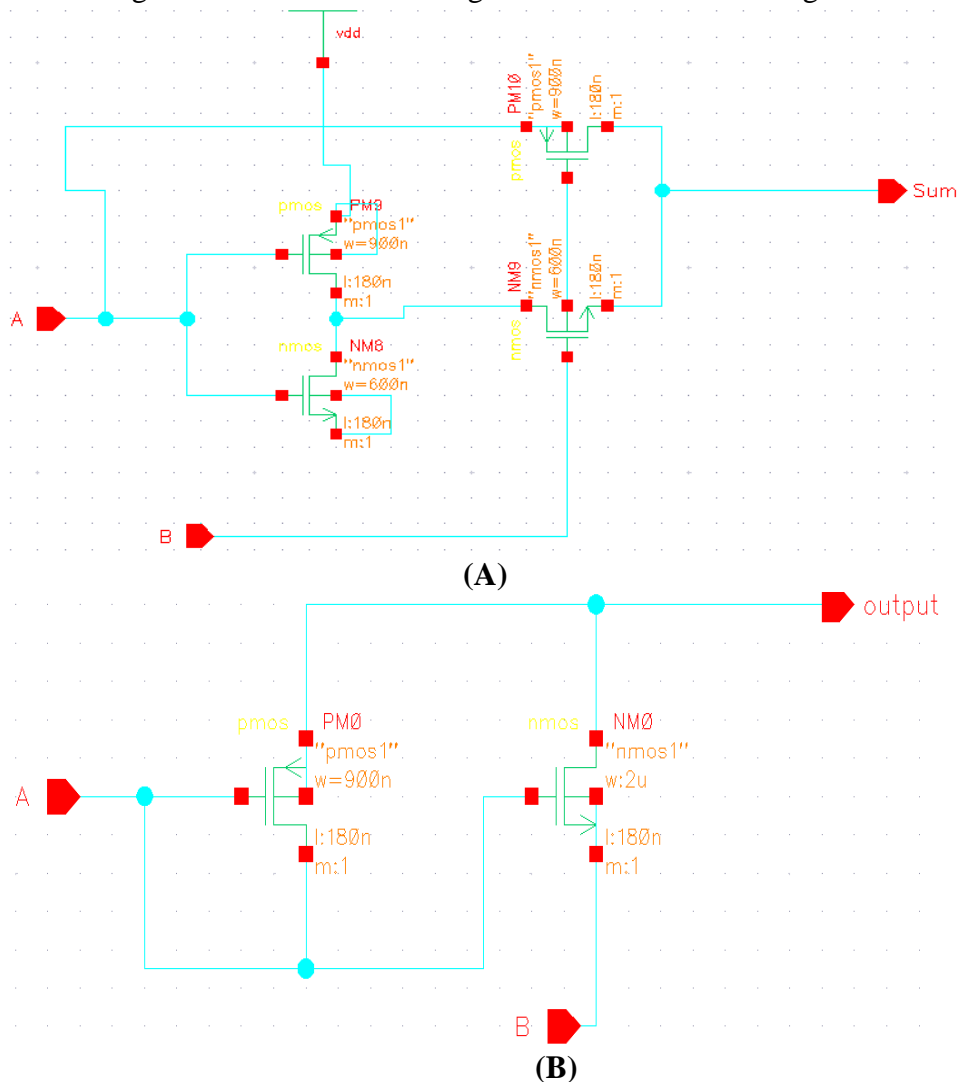 vdd
PM10
"pmos1"
w=900n
l:180n
m:1
pmos
Sum
pmos
PM9
"pmos1"
w=900n
l:180n
m:1
NM9
"nmos1"
w=600n
l:180n
m:1
nmos
A
nmos
NM8
"nmos1"
w=600n
l:180n
m:1
B
(A)
output
pmos
PM0
"pmos1"
w=900n
l:180n
m:1
nmos
NM0
"nmos1"
w:2u
l:180n
m:1
A
B
(B)